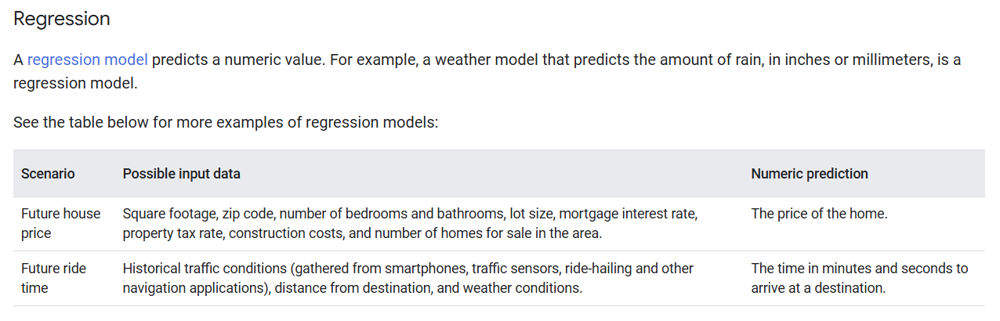 Regression
A regression model predicts a numeric value. For example, a weather model that predicts the amount of rain, in inches or millimeters, is a
regression model.
See the table below for more examples of regression models:
Scenario Possible input data Numeric prediction
Future house price Square footage, zip code, number of bedrooms and bathrooms, lot size, mortgage interest rate, property tax rate, construction costs, and number of homes for sale in the area. The price of the home.
Future ride time Historical traffic conditions (gathered from smartphones, traffic sensors, ride-hailing and other navigation applications), distance from destination, and weather conditions. The time in minutes and seconds to arrive at a destination.